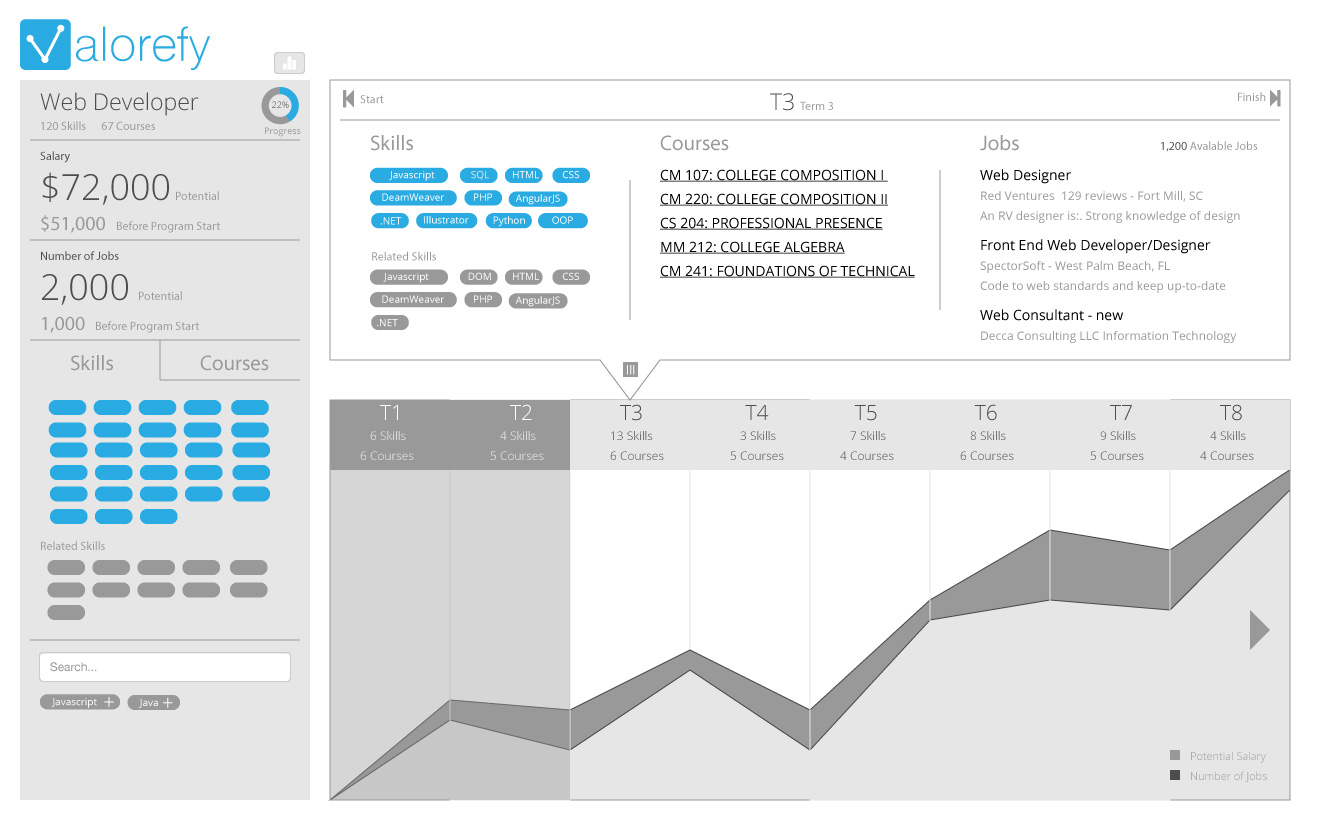 Valorefy
Web Developer
120 Skills 67 Courses
22%
Progress
Salary
$72,000 Potential
$51,000 Before Program Start
Number of Jobs
2,000 Potential
1,000 Before Program Start
Skills Courses
Related Skills
Search...
Javascript + Java +
Start
T3 Term 3
Finish
Skills
Javascript SQL HTML CSS
DeamWeaver PHP AngularJS
.NET Illustrator Python OOP
Related Skills
Javascript DOM HTML CSS
DeamWeaver PHP AngularJS
.NET
Courses
CM 107: COLLEGE COMPOSITION I
CM 220: COLLEGE COMPOSITION II
CS 204: PROFESSIONAL PRESENCE
MM 212: COLLEGE ALGEBRA
CM 241: FOUNDATIONS OF TECHNICAL
Jobs 1,200 Avalable Jobs
Web Designer
Red Ventures 129 reviews - Fort Mill, SC
An RV designer is:. Strong knowledge of design
Front End Web Developer/Designer
SpectorSoft - West Palm Beach, FL
Code to web standards and keep up-to-date
Web Consultant - new
Decca Consulting LLC Information Technology
T1 T2 T3 T4 T5 T6 T7 T8
6 Skills 4 Skills 13 Skills 3 Skills 7 Skills 8 Skills 9 Skills 4 Skills
6 Courses 5 Courses 6 Courses 5 Courses 4 Courses 6 Courses 5 Courses 4 Courses
Potential Salary
Number of Jobs